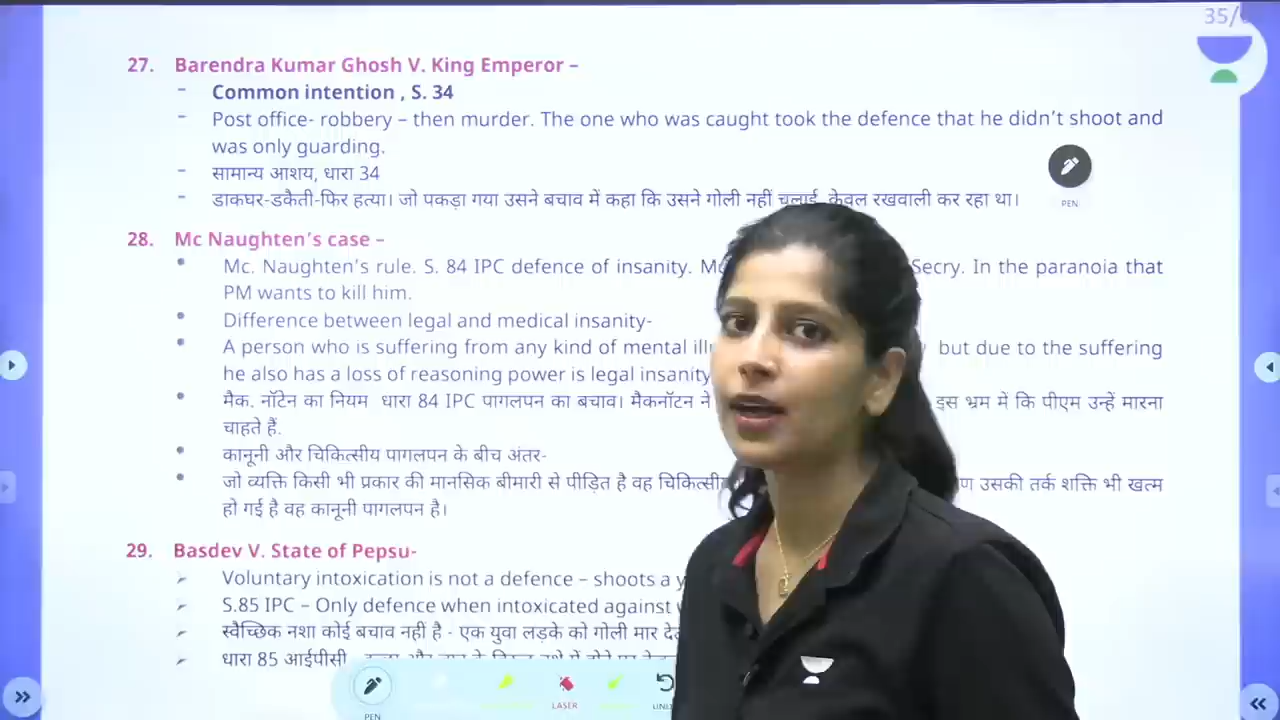 35/
27. Barendra Kumar Ghosh V. King Emperor –
- Common intention , S. 34
- Post office- robbery – then murder. The one who was caught took the defence that he didn't shoot and
was only guarding.
- सामान्य आशय, धारा 34
- डाकघर-डकैती-फिर हत्या। जो पकड़ा गया उसने बचाव में कहा कि उसने गोली नहीं चलाई, केवल रखवाली कर रहा था।
PEN
28. Mc Naughten's case –
• Mc. Naughten's rule. S. 84 IPC defence of insanity. Secry. In the paranoia that
PM wants to kill him.
• Difference between legal and medical insanity-
• A person who is suffering from any kind of mental but due to the suffering
he also has a loss of reasoning power is legal insanity
• मैक. नॉटेन का नियम धारा 84 IPC पागलपन का बचाव। मैकनॉटन ने इस भ्रम में कि पीएम उन्हें मारना
चाहते हैं.
• कानूनी और चिकित्सीय पागलपन के बीच अंतर-
• जो व्यक्ति किसी भी प्रकार की मानसिक बीमारी से पीड़ित है वह उसकी तर्क शक्ति भी खत्म
हो गई है वह कानूनी पागलपन है।
29. Basdev V. State of Pepsu-
➢ Voluntary intoxication is not a defence – shoots a
➢ S.85 IPC – Only defence when intoxicated against
➢ स्वैच्छिक नशा कोई बचाव नहीं है - एक युवा लड़के को गोली मार
➢ धारा 85 आईपीसी
PEN LASER